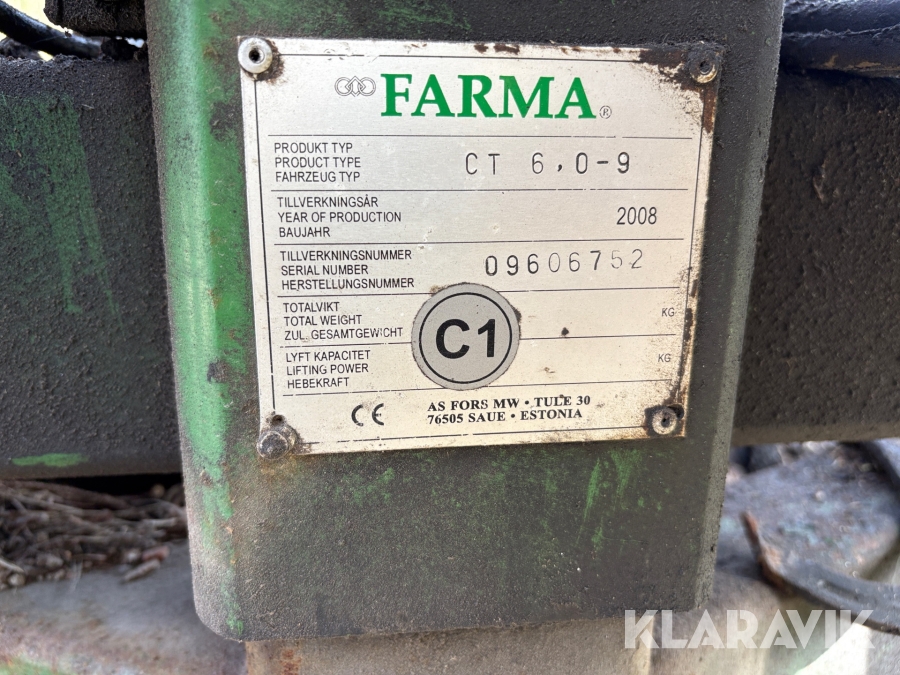 FARMA ®
PRODUKT TYP
PRODUCT TYPE
FAHRZEUG TYP
CT 6,0-9
TILLVERKNINGSÅR
YEAR OF PRODUCTION
BAUJAHR
2008
TILLVERKNINGSNUMMER
SERIAL NUMBER
HERSTELLUNGSNUMMER
09606752
TOTALVIKT
TOTAL WEIGHT
ZUL. GESAMTGEWICHT
KG
C1
LYFT KAPACITET
LIFTING POWER
HEBEKRAFT
KG
CE
AS FORS MW · TULE 30
76505 SAUE · ESTONIA
KLARAVIK